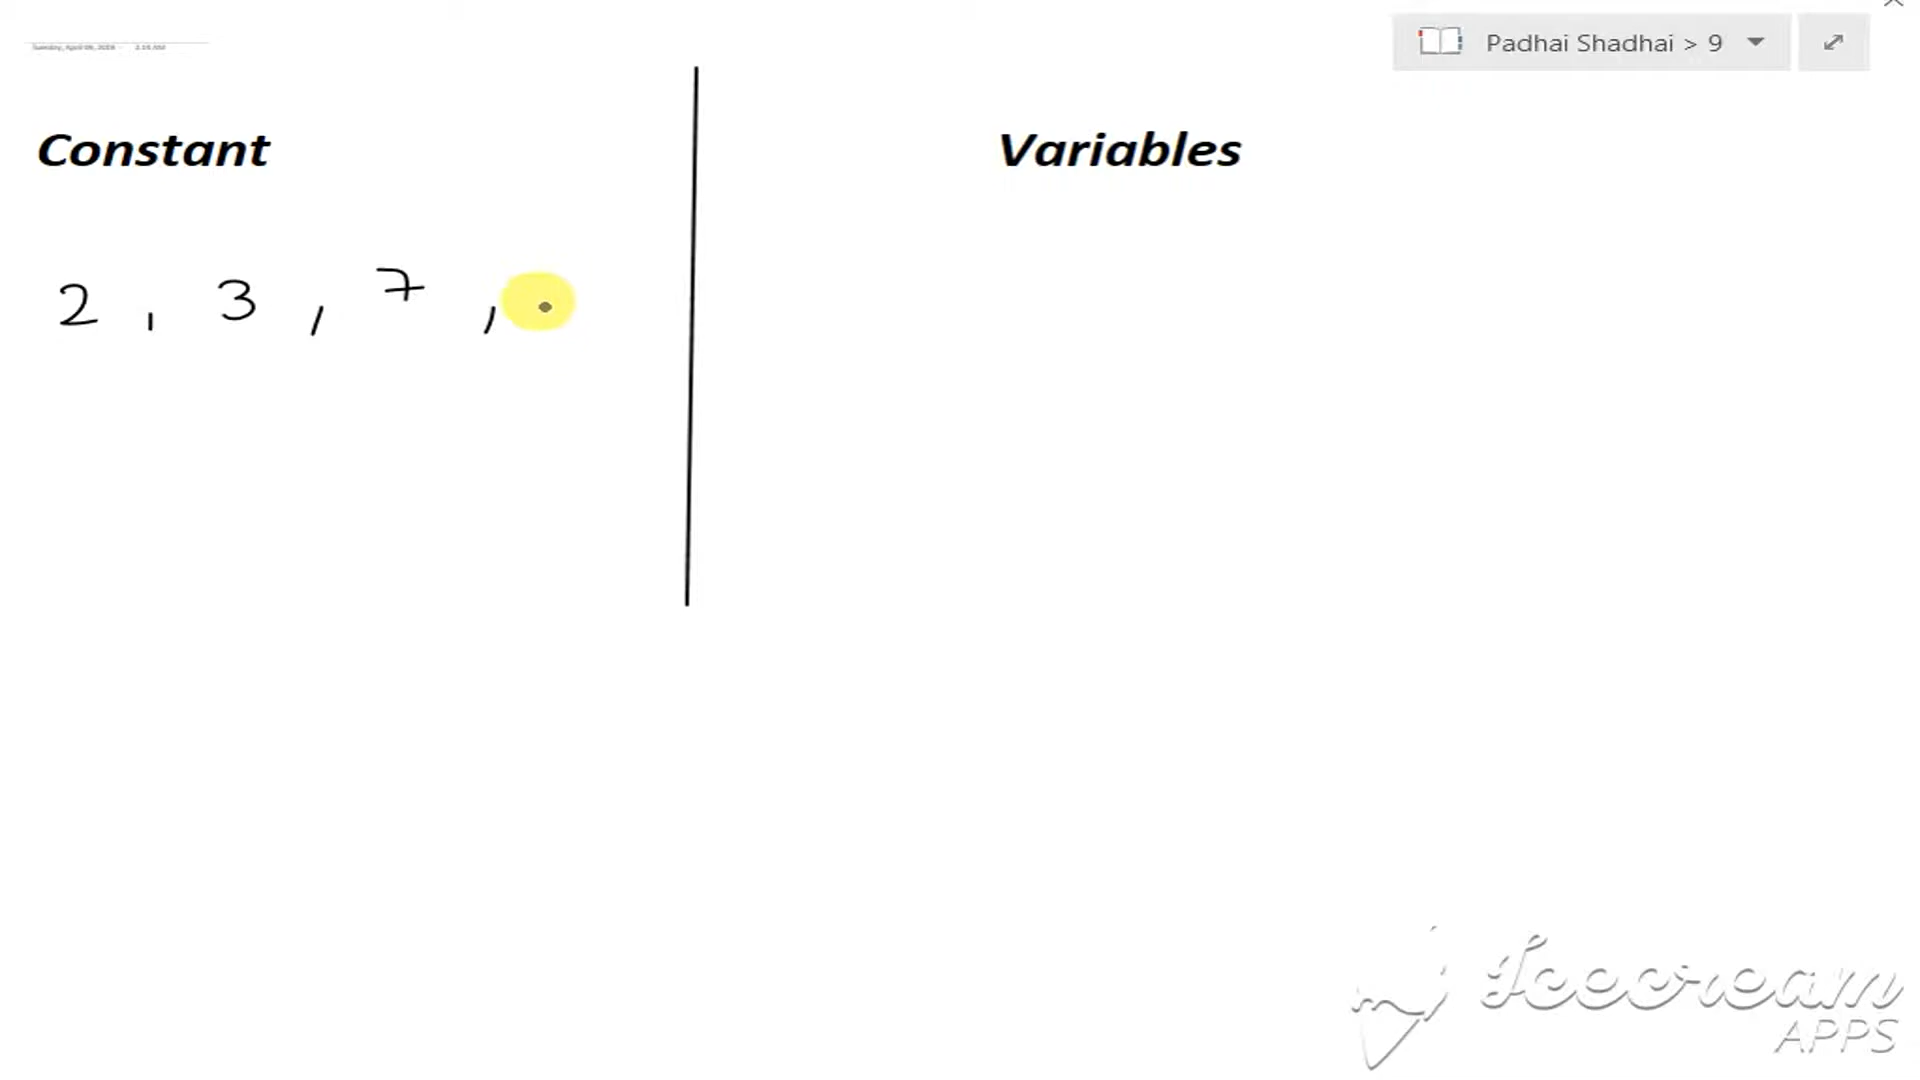 Padhai Shadhai > 9
Constant
Variables
2 , 3 , 7 ,
Icecream
APPS